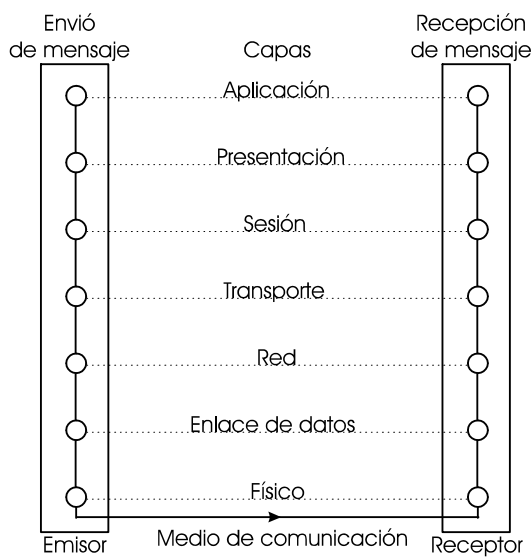 Envió
de mensaje
Capas
Recepción
de mensaje
Aplicación
Presentación
Sesión
Transporte
Red
Enlace de datos
Físico
Emisor
Medio de comunicación
Receptor